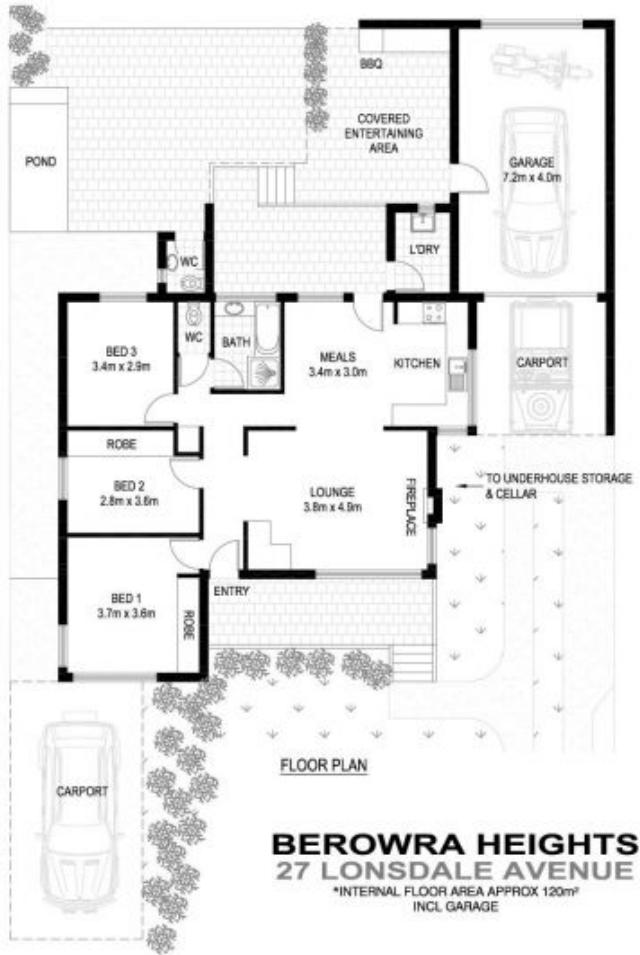 BBQ
COVERED
ENTERTAINING
AREA
POND
GARAGE
7.2m x 4.0m
WC
L'DRY
WC
BATH
BED 3
3.4m x 2.9m
MEALS
3.4m x 3.0m
KITCHEN
CARPORT
ROBE
BED 2
2.8m x 3.6m
LOUNGE
3.8m x 4.9m
FIREPLACE
TO UNDERHOUSE STORAGE
& CELLAR
ENTRY
BED 1
3.7m x 3.6m
ROBE
FLOOR PLAN
CARPORT
BEROWRA HEIGHTS
27 LONSDALE AVENUE
*INTERNAL FLOOR AREA APPROX 120m²
INCL GARAGE